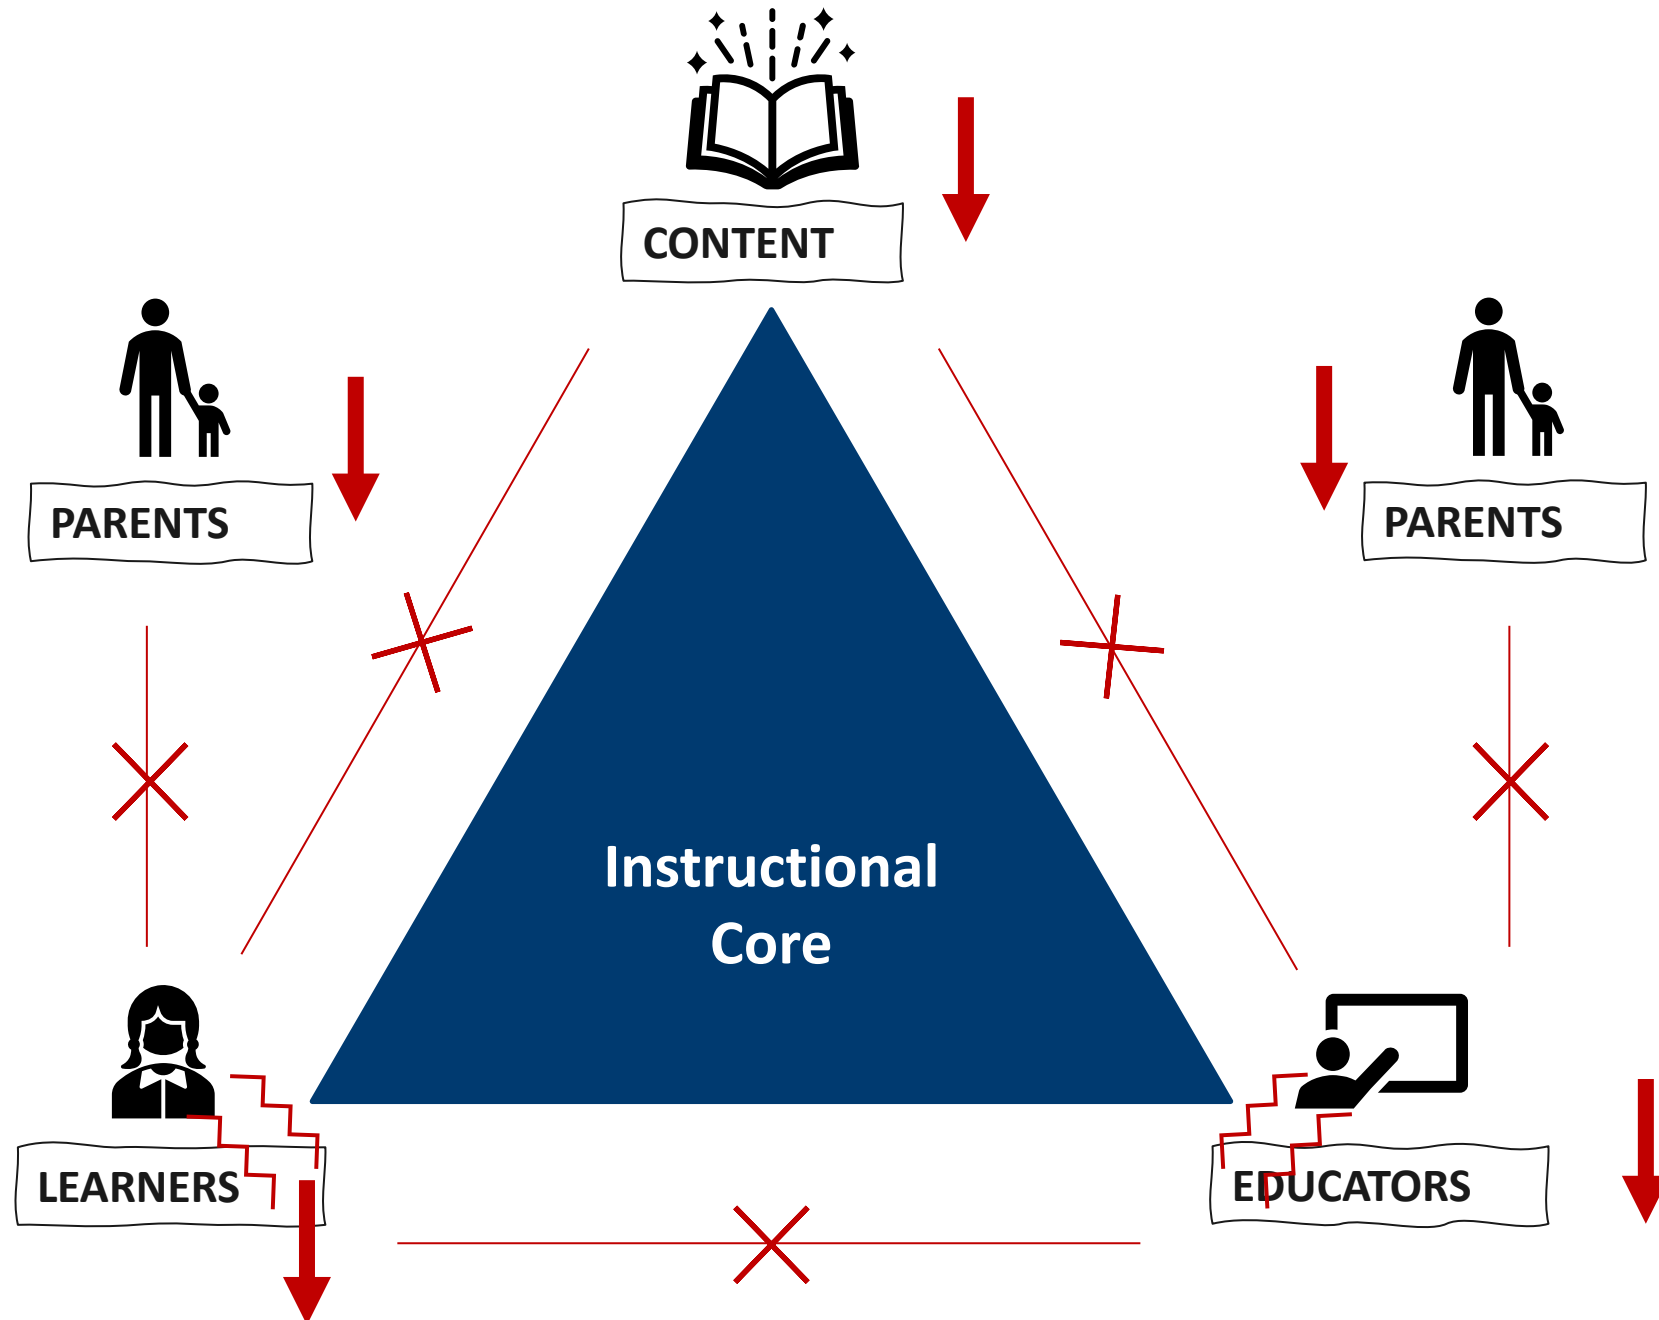 CONTENT
PARENTS
PARENTS
Instructional
Core
LEARNERS
EDUCATORS